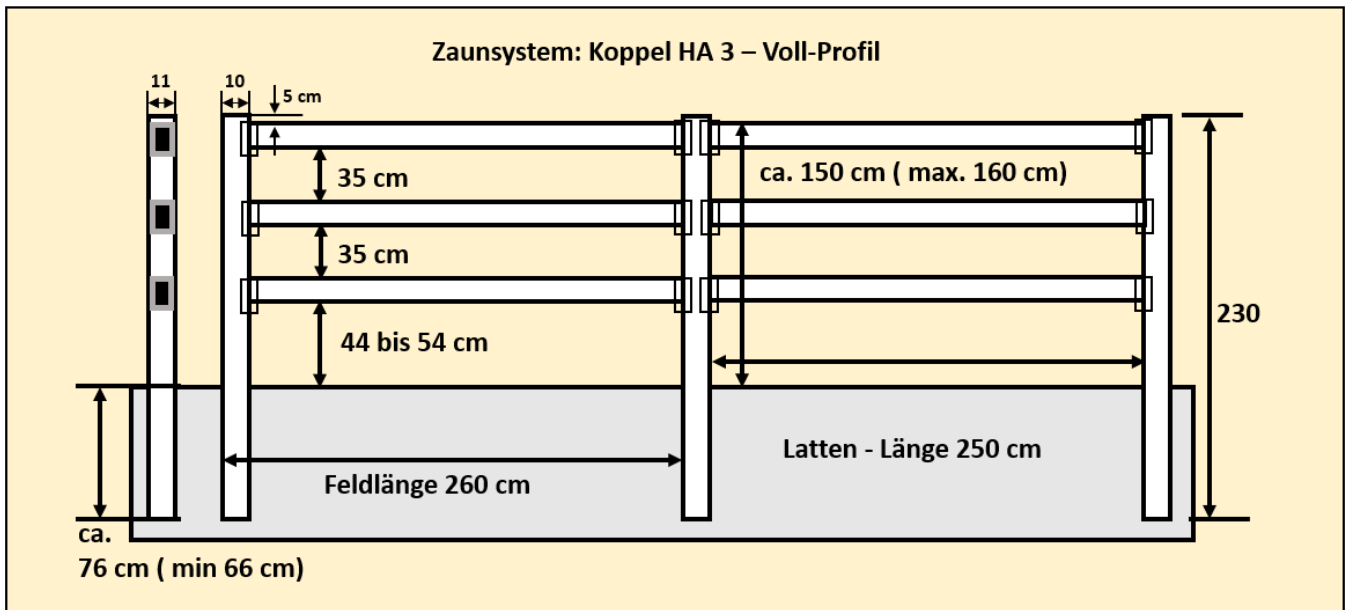 Zaunsystem: Koppel HA 3 – Voll-Profil
11
10
5 cm
35 cm
ca. 150 cm ( max. 160 cm)
35 cm
230
44 bis 54 cm
Latten - Länge 250 cm
Feldlänge 260 cm
ca.
76 cm ( min 66 cm)